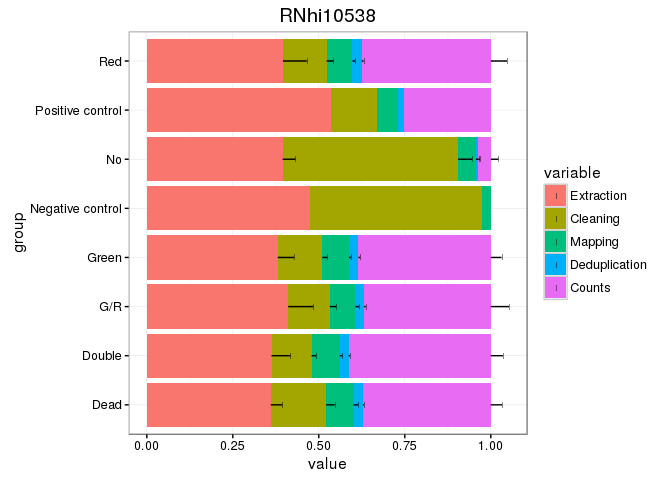 RNhi10538
Red
Positive control
No
Negative control
Green
G/R
Double
Dead
group
0.00 0.25 0.50 0.75 1.00
value
variable
Extraction
Cleaning
Mapping
Deduplication
Counts